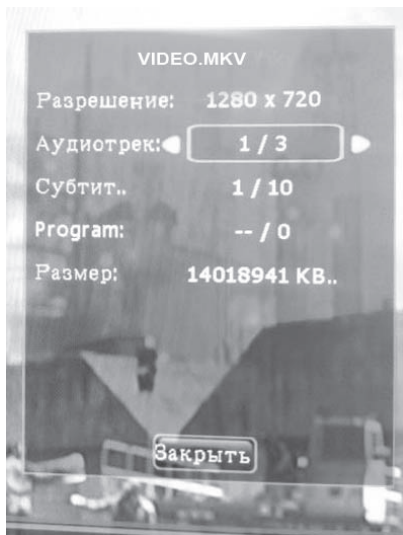 VIDEO.MKV
Разрешение: 1280 x 720
Аудиотрек: 1 / 3
Субтит.. 1 / 10
Program: -- / 0
Размер: 14018941 KB..
Закрыть